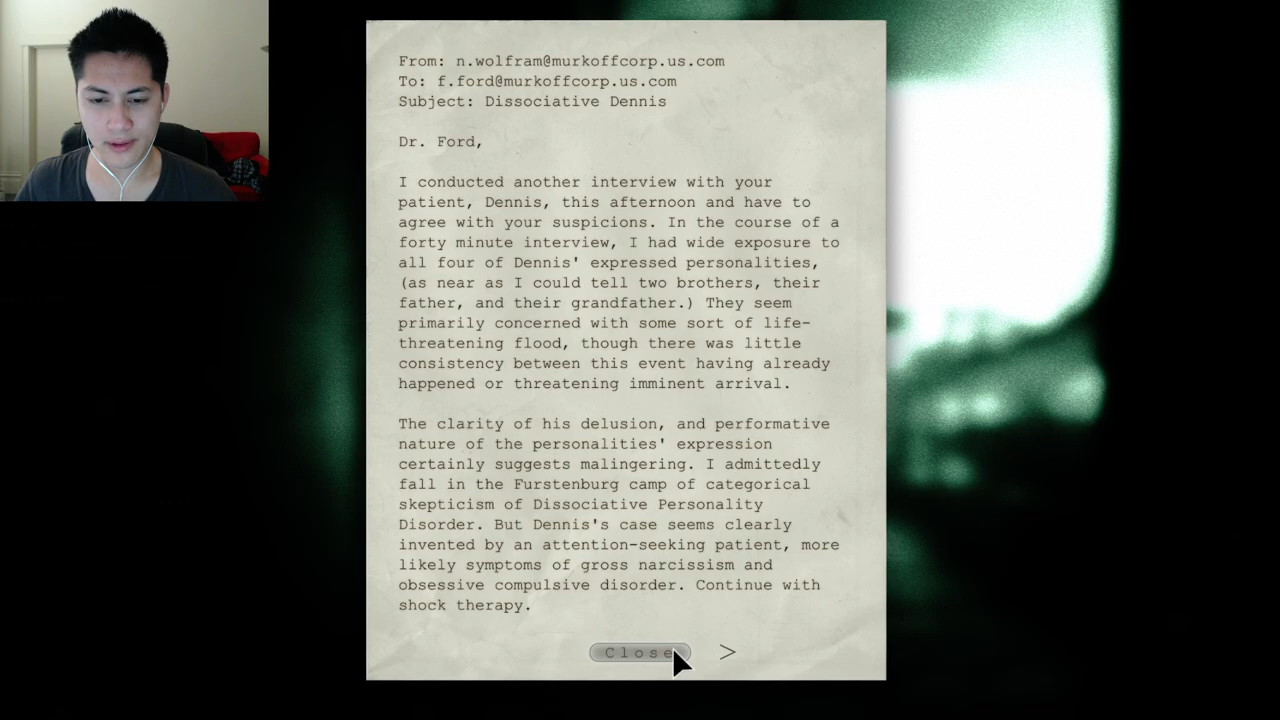 From: n.wolfram@murkoffcorp.us.com
To: f.ford@murkoffcorp.us.com
Subject: Dissociative Dennis
Dr. Ford,
I conducted another interview with your
patient, Dennis, this afternoon and have to
agree with your suspicions. In the course of a
forty minute interview, I had wide exposure to
all four of Dennis' expressed personalities,
(as near as I could tell two brothers, their
father, and their grandfather.) They seem
primarily concerned with some sort of life-
threatening flood, though there was little
consistency between this event having already
happened or threatening imminent arrival.
The clarity of his delusion, and performative
nature of the personalities' expression
certainly suggests malingering. I admittedly
fall in the Furstenburg camp of categorical
skepticism of Dissociative Personality
Disorder. But Dennis's case seems clearly
invented by an attention-seeking patient, more
likely symptoms of gross narcissism and
obsessive compulsive disorder. Continue with
shock therapy.
Close >